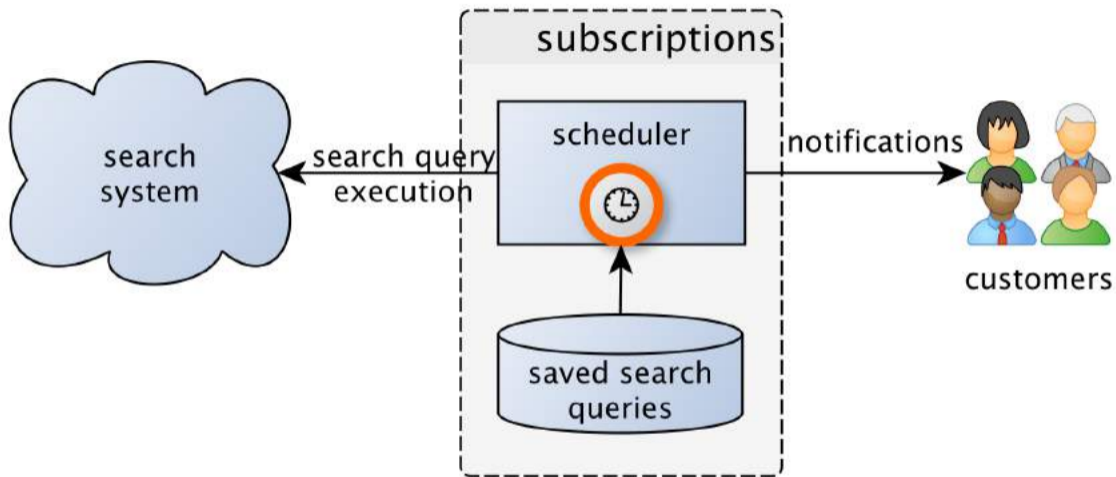 subscriptions
search
system
search query
execution
scheduler
notifications
customers
saved search
queries